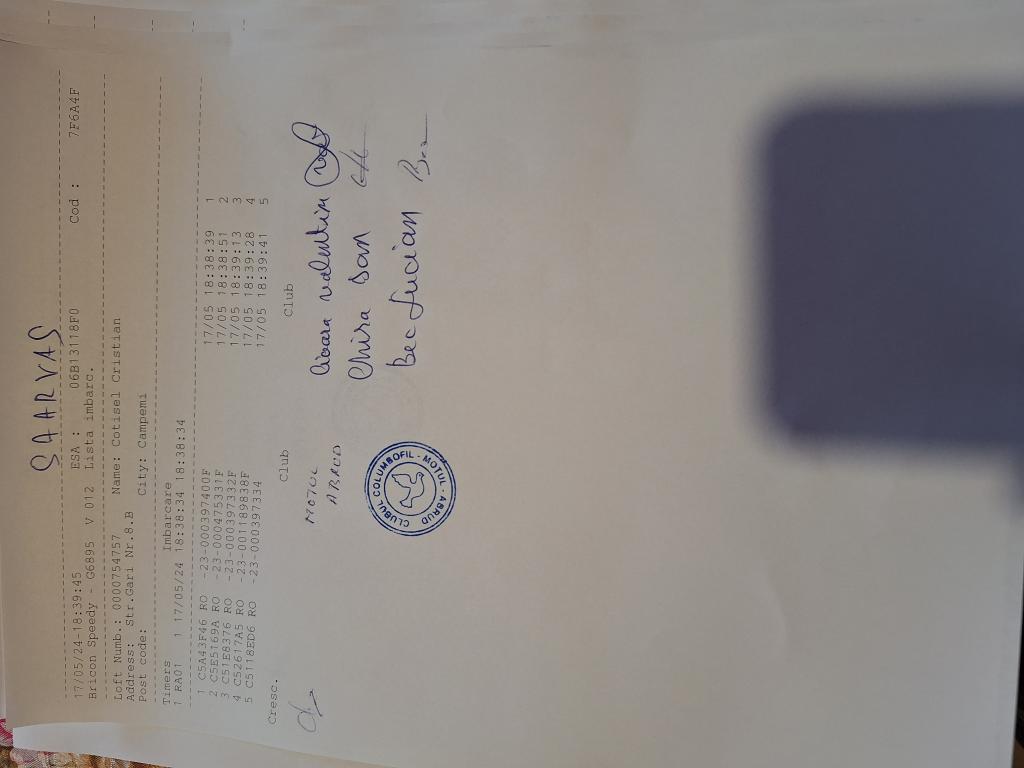 SAARVAS
17/05/24-18:39:45 ESA : 06B13118F0 Cod : 7F6A4F
Bricon Speedy - G6895 V 012 Lista imbarc.
Loft Numb.: 0000754757 Name: Cotisel Cristian
Address: Str.Gari Nr.8.B
Post code: City: Campemi
Timers Imbarcare
1 RA01 1 17/05/24 18:38:34 18:38:34
1 C5A43F46 RO -23-000397400F 17/05 18:38:39 1
2 C5E5169A RO -23-000475331F 17/05 18:38:51 2
3 C51E8376 RO -23-000397332F 17/05 18:39:13 3
4 C52617A5 RO -23-001189838F 17/05 18:39:28 4
5 C5118ED6 RO -23-000397334 17/05 18:39:41 5
Cresc. Club Club
MOTUL
ABRUD
Valentin
Chira Dan
Bec Lucian
CLUBUL COLUMBOFIL - MOTUL ABRUD